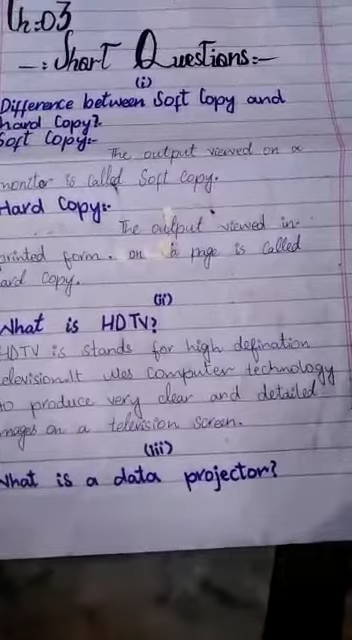 Ch:03
-: Short Questions:-
(i)
Difference between Soft Copy and
hard Copy?
Soft Copy:-
The output viewed on a
monitor is called Soft Copy.
Hard Copy:-
The output viewed in
printed form. on a page is called
ard copy.
(ii)
What is HDTV?
HDTV is stands for high defination
elevision.It uses Computer technology
to produce very clear and detailed
mages on a television screen.
(iii)
What is a data projector?